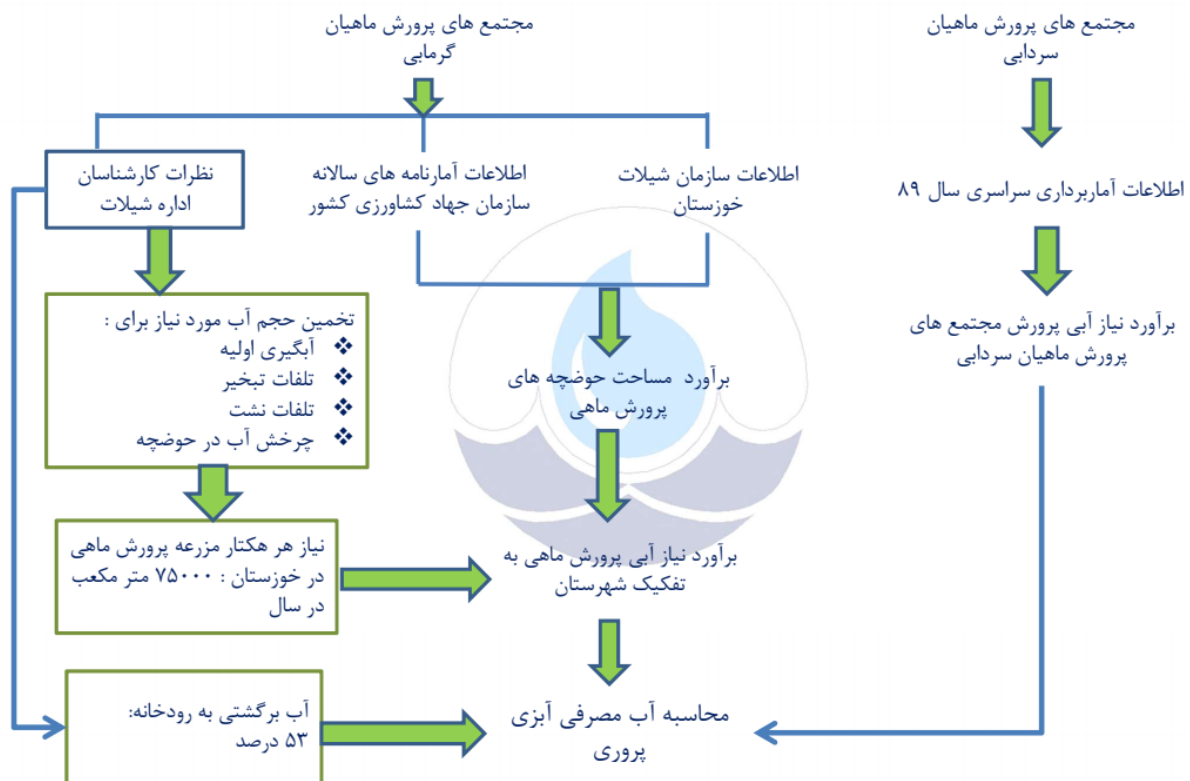 مجتمع های پرورش ماهیان
سردابی
اطلاعات آماربرداری سراسری سال ۸۹
برآورد نیاز آبی پرورش مجتمع های
پرورش ماهیان سردابی
مجتمع های پرورش ماهیان
گرمابی
اطلاعات سازمان شیلات
خوزستان
اطلاعات آمارنامه های سالانه
سازمان جهاد کشاورزی کشور
نظرات کارشناسان
اداره شیلات
برآورد مساحت حوضچه های
پرورش ماهی
تخمین حجم آب مورد نیاز برای :
❖ آبگیری اولیه
❖ تلفات تبخیر
❖ تلفات نشت
❖ چرخش آب در حوضچه
نیاز هر هکتار مزرعه پرورش ماهی
در خوزستان : ۷۵۰۰۰ متر مکعب
در سال
برآورد نیاز آبی پرورش ماهی به
تفکیک شهرستان
آب برگشتی به رودخانه:
۵۳ درصد
محاسبه آب مصرفی آبزی
پروری